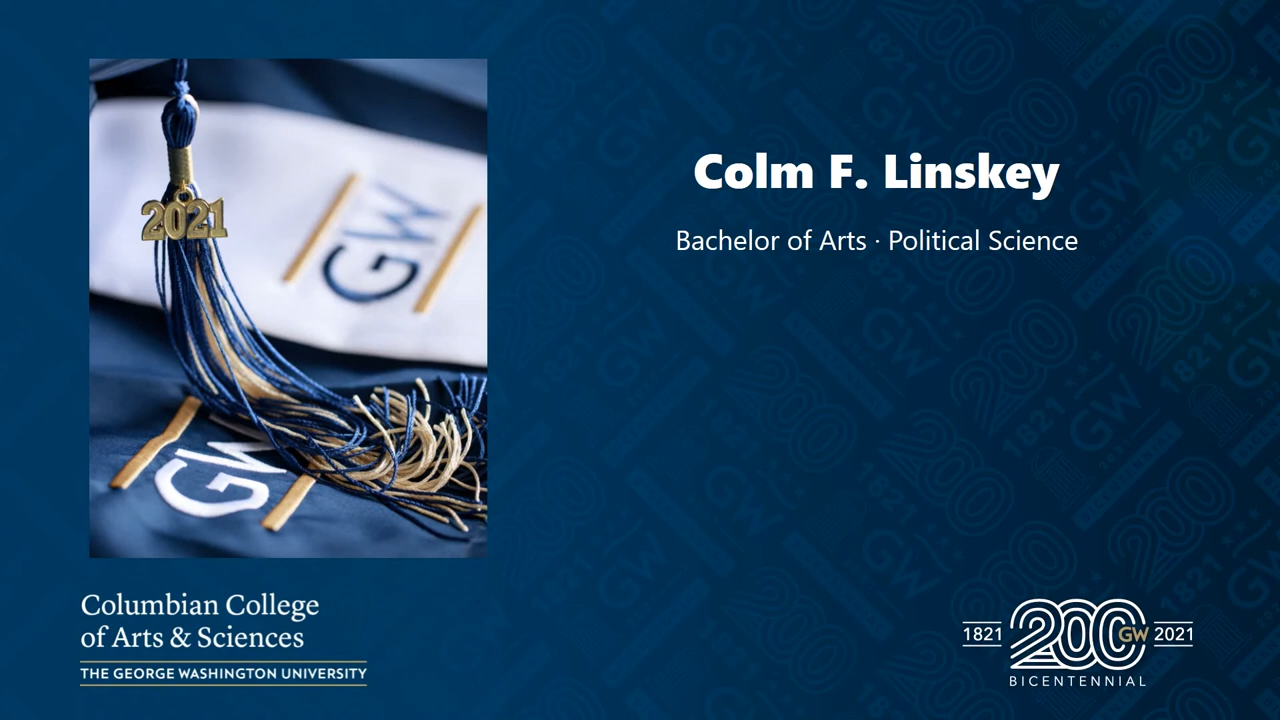 Colm F. Linskey
Bachelor of Arts · Political Science
2021
GW
GW
Columbian College
of Arts & Sciences
THE GEORGE WASHINGTON UNIVERSITY
1821 200 GW 2021
BICENTENNIAL